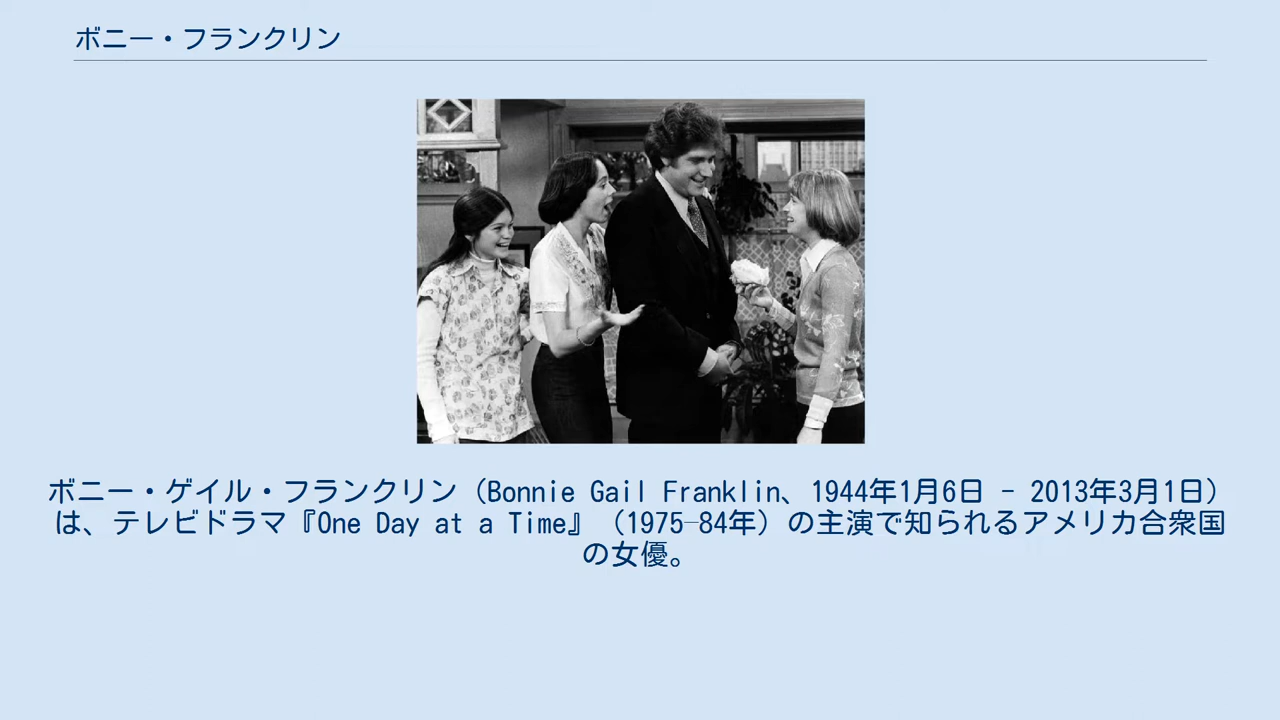 ボニー・フランクリン
ボニー・ゲイル・フランクリン（Bonnie Gail Franklin、1944年1月6日 - 2013年3月1日）
は、テレビドラマ『One Day at a Time』（1975–84年）の主演で知られるアメリカ合衆国
の女優。